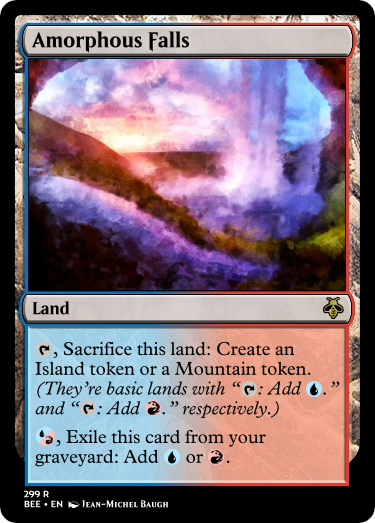 Amorphous Falls
Land
, Sacrifice this land: Create an
Island token or a Mountain token.
(They're basic lands with “: Add .”
and “: Add .” respectively.)
, Exile this card from your
graveyard: Add or .
299 R
BEE • EN Jean-Michel Baugh